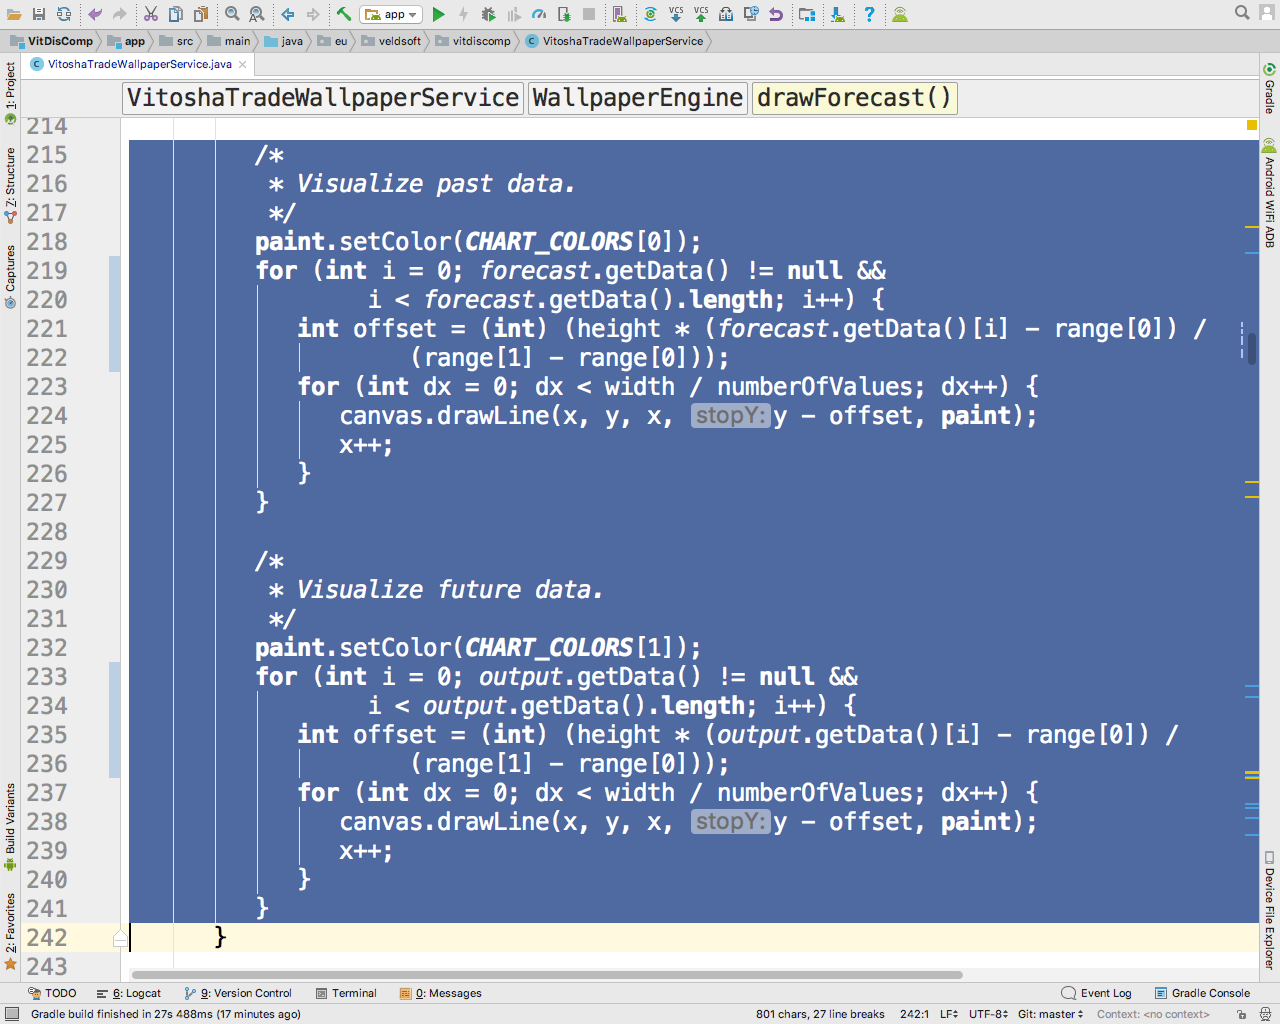 app
VitDisComp app src main java eu veldsoft vitdiscomp VitoshaTradeWallpaperService
VitoshaTradeWallpaperService.java
VitoshaTradeWallpaperService WallpaperEngine drawForecast()
214
215 /*
216 * Visualize past data.
217 */
218 paint.setColor(CHART_COLORS[0]);
219 for (int i = 0; forecast.getData() != null &&
220 i < forecast.getData().length; i++) {
221 int offset = (int) (height * (forecast.getData()[i] - range[0]) /
222 (range[1] - range[0]));
223 for (int dx = 0; dx < width / numberOfValues; dx++) {
224 canvas.drawLine(x, y, x, stopY: y - offset, paint);
225 x++;
226 }
227 }
228
229 /*
230 * Visualize future data.
231 */
232 paint.setColor(CHART_COLORS[1]);
233 for (int i = 0; output.getData() != null &&
234 i < output.getData().length; i++) {
235 int offset = (int) (height * (output.getData()[i] - range[0]) /
236 (range[1] - range[0]));
237 for (int dx = 0; dx < width / numberOfValues; dx++) {
238 canvas.drawLine(x, y, x, stopY: y - offset, paint);
239 x++;
240 }
241 }
242 }
243
1: Project
7: Structure
Captures
Build Variants
2: Favorites
Gradle
Android WiFi ADB
Device File Explorer
TODO 6: Logcat 9: Version Control Terminal 0: Messages Event Log Gradle Console
Gradle build finished in 27s 488ms (17 minutes ago) 801 chars, 27 line breaks 242:1 LF UTF-8 Git: master Context: <no context>
VCS VCS